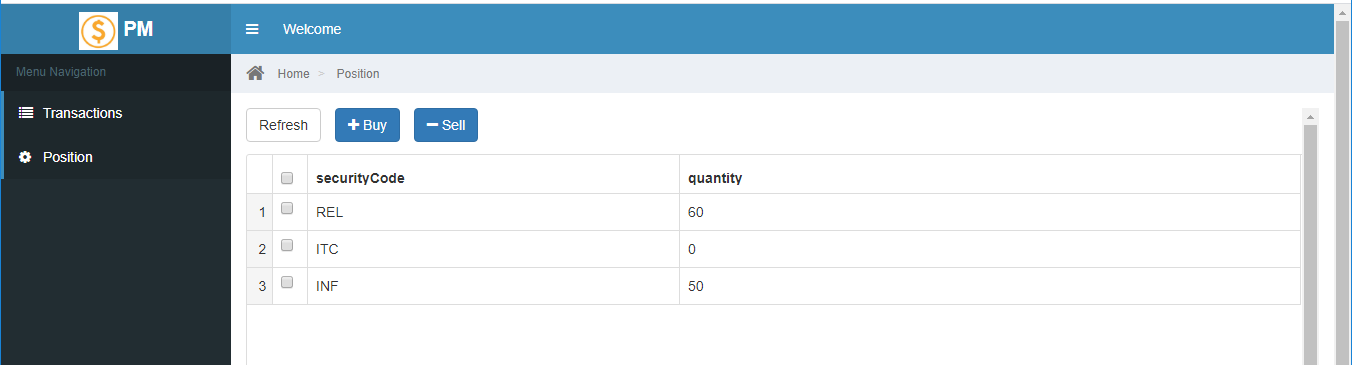 $ PM
Welcome
Menu Navigation
Home > Position
Transactions
Position
Refresh
+ Buy
− Sell
securityCode quantity
1 REL 60
2 ITC 0
3 INF 50